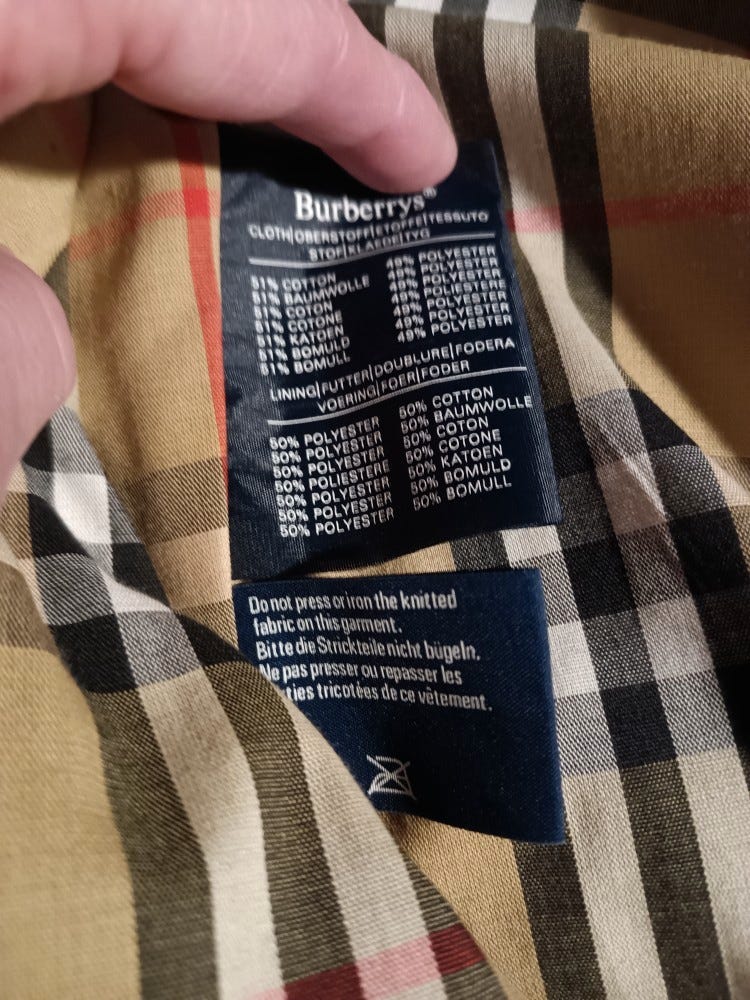 Burberrys®
CLOTH|OBERSTOFF|ETOFFE|TESSUTO
STOF|KLAEDE|TYG
51% COTTON 49% POLYESTER
51% BAUMWOLLE 49% POLYESTER
51% COTON 49% POLYESTER
51% COTONE 49% POLIESTERE
51% KATOEN 49% POLYESTER
51% BOMULD 49% POLYESTER
51% BOMULL 49% POLYESTER
LINING|FUTTER|DOUBLURE|FODERA
VOERING|FOER|FODER
50% POLYESTER 50% COTTON
50% POLYESTER 50% BAUMWOLLE
50% POLYESTER 50% COTON
50% POLIESTERE 50% COTONE
50% POLYESTER 50% KATOEN
50% POLYESTER 50% BOMULD
50% POLYESTER 50% BOMULL
Do not press or iron the knitted
fabric on this garment.
Bitte die Strickteile nicht bügeln.
Ne pas presser ou repasser les
ties tricotées de ce vêtement.